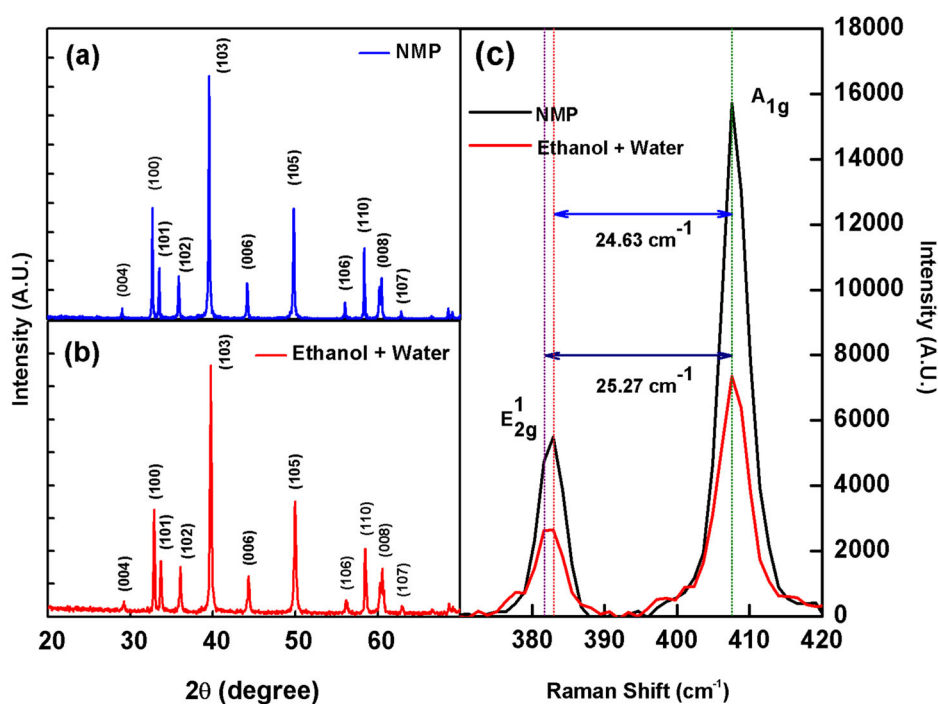 (a)
NMP
(103)
(100)
(105)
(101)
(110)
(102)
(006)
(008)
(004)
(106)
(107)
(b)
Ethanol + Water
(103)
(105)
(100)
(110)
(101)
(102)
(006)
(008)
(004)
(106)
(107)
20 30 40 50 60
2θ (degree)
Intensity (A.U.)
(c)
A1g
NMP
Ethanol + Water
24.63 cm-1
25.27 cm-1
E12g
380 390 400 410 420
Raman Shift (cm-1)
18000
16000
14000
12000
10000
8000
6000
4000
2000
0
Intensity (A.U.)